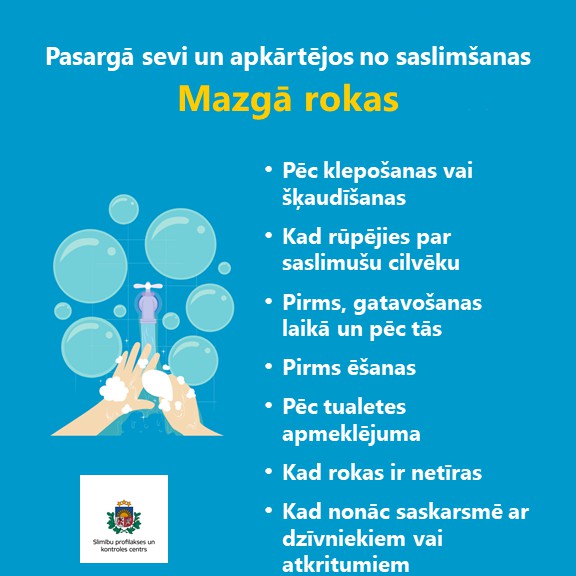 Pasargā sevi un apkārtējos no saslimšanas
Mazgā rokas
• Pēc klepošanas vai
šķaudīšanas
• Kad rūpējies par
saslimušu cilvēku
• Pirms, gatavošanas
laikā un pēc tās
• Pirms ēšanas
• Pēc tualetes
apmeklējuma
• Kad rokas ir netīras
• Kad nonāc saskarsmē ar
dzīvniekiem vai
atkritumiem
Slimību profilakses un
kontroles centrs